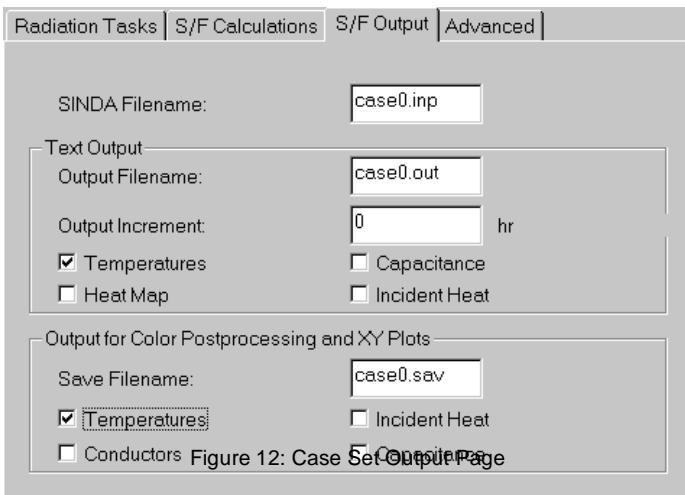 Radiation Tasks S/F Calculations S/F Output Advanced
SINDA Filename: case0.inp
Text Output
Output Filename: case0.out
Output Increment: 0 hr
Temperatures Capacitance
Heat Map Incident Heat
Output for Color Postprocessing and XY Plots
Save Filename: case0.sav
Temperatures Incident Heat
Conductors Capacitance
Figure 12: Case Set Output Page